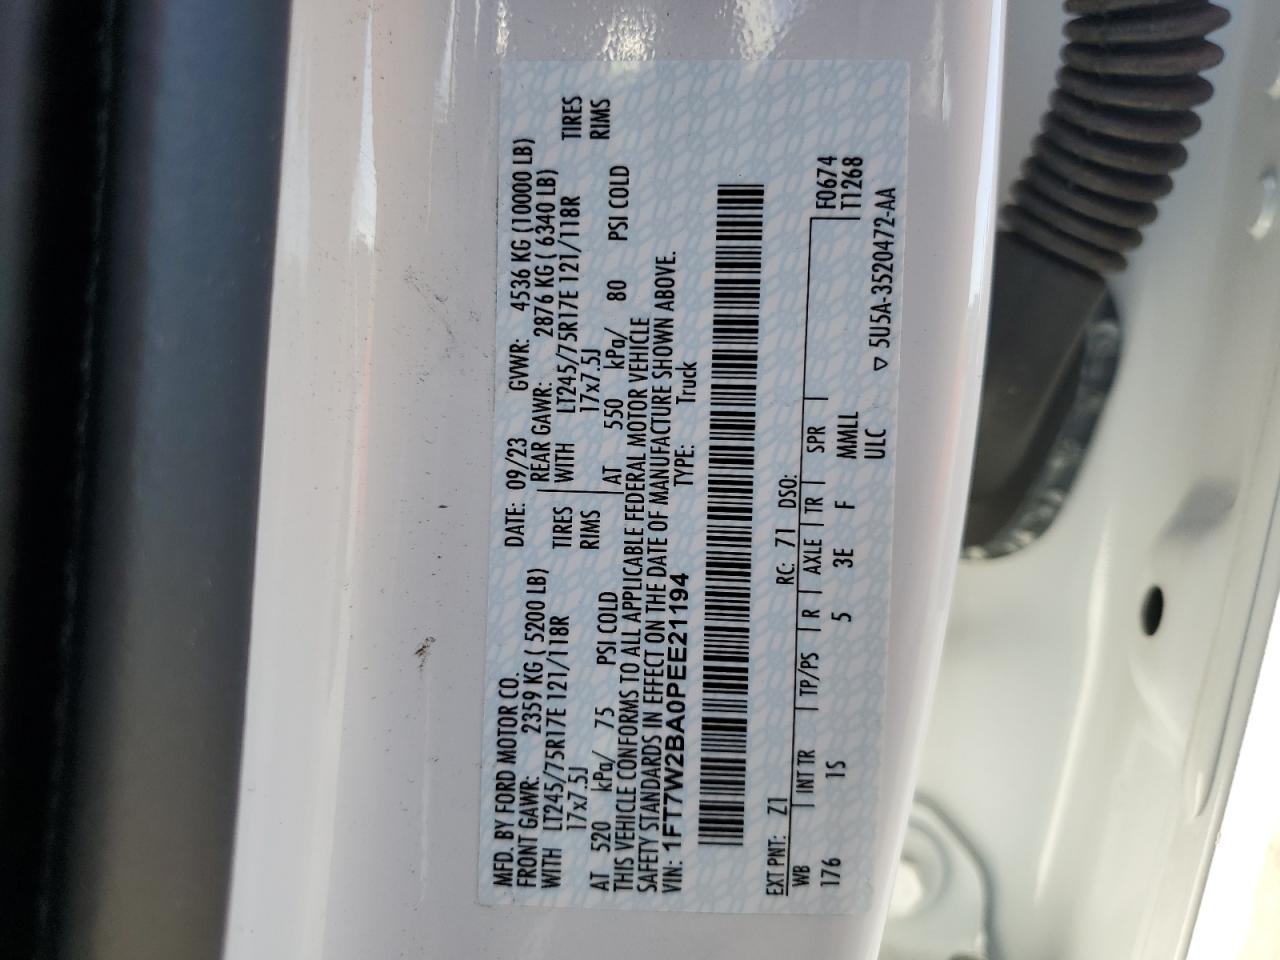 MFD. BY FORD MOTOR CO.
DATE: 09/23 GVWR: 4536 KG (10000 LB)
FRONT GAWR: 2359 KG ( 5200 LB)
REAR GAWR: 2876 KG ( 6340 LB)
WITH LT245/75R17E 121/118R TIRES
WITH LT245/75R17E 121/118R TIRES
17x7.5J RIMS
17x7.5J RIMS
AT 520 kPa/ 75 PSI COLD
AT 550 kPa/ 80 PSI COLD
THIS VEHICLE CONFORMS TO ALL APPLICABLE FEDERAL MOTOR VEHICLE
SAFETY STANDARDS IN EFFECT ON THE DATE OF MANUFACTURE SHOWN ABOVE.
VIN: 1FT7W2BA0PEE21194 TYPE: Truck
EXT PNT: Z1 RC: 71 DSO:
WB INT TR TP/PS R AXLE TR SPR F0674
176 1S 5 3E F MMLL T1268
ULC
▽ 5U5A-3520472-AA